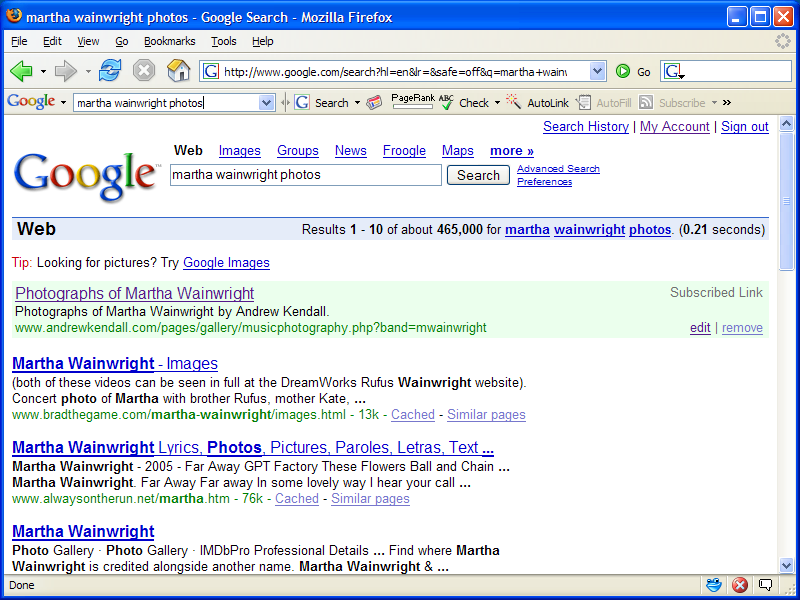 martha wainwright photos - Google Search - Mozilla Firefox
File Edit View Go Bookmarks Tools Help
http://www.google.com/search?hl=en&lr=&safe=off&q=martha+wainw Go
Google martha wainwright photos Search PageRank ABC Check AutoLink AutoFill Subscribe »
Search History | My Account | Sign out
Web Images Groups News Froogle Maps more »
Google™ martha wainwright photos Search Advanced Search
Preferences
Web Results 1 - 10 of about 465,000 for martha wainwright photos. (0.21 seconds)
Tip: Looking for pictures? Try Google Images
Photographs of Martha Wainwright Subscribed Link
Photographs of Martha Wainwright by Andrew Kendall.
www.andrewkendall.com/pages/gallery/musicphotography.php?band=mwainwright edit | remove
Martha Wainwright - Images
(both of these videos can be seen in full at the DreamWorks Rufus Wainwright website).
Concert photo of Martha with brother Rufus, mother Kate, ...
www.bradthegame.com/martha-wainwright/images.html - 13k - Cached - Similar pages
Martha Wainwright Lyrics, Photos, Pictures, Paroles, Letras, Text ...
Martha Wainwright - 2005 - Far Away GPT Factory These Flowers Ball and Chain ...
Martha Wainwright. Far Away Far away In some lovely way I hear your call ...
www.alwaysontherun.net/martha.htm - 76k - Cached - Similar pages
Martha Wainwright
Photo Gallery · Photo Gallery · IMDbPro Professional Details ... Find where Martha
Wainwright is credited alongside another name. Martha Wainwright & ...
Done